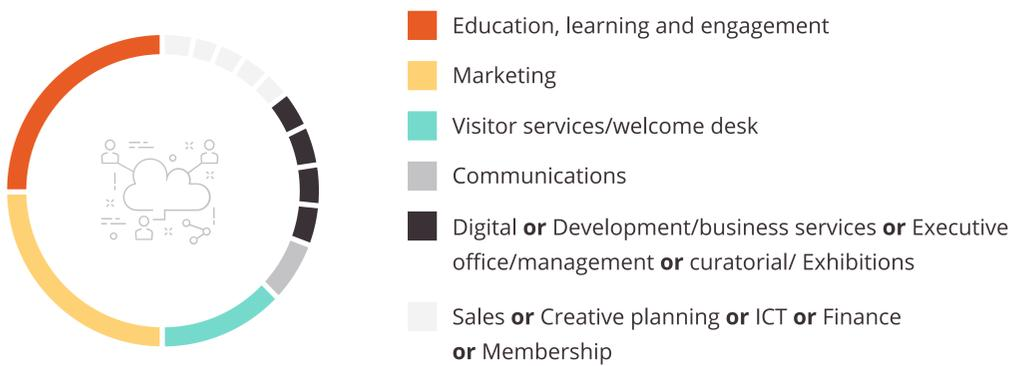 Education, learning and engagement
Marketing
Visitor services/welcome desk
Communications
Digital or Development/business services or Executive
office/management or curatorial/ Exhibitions
Sales or Creative planning or ICT or Finance
or Membership